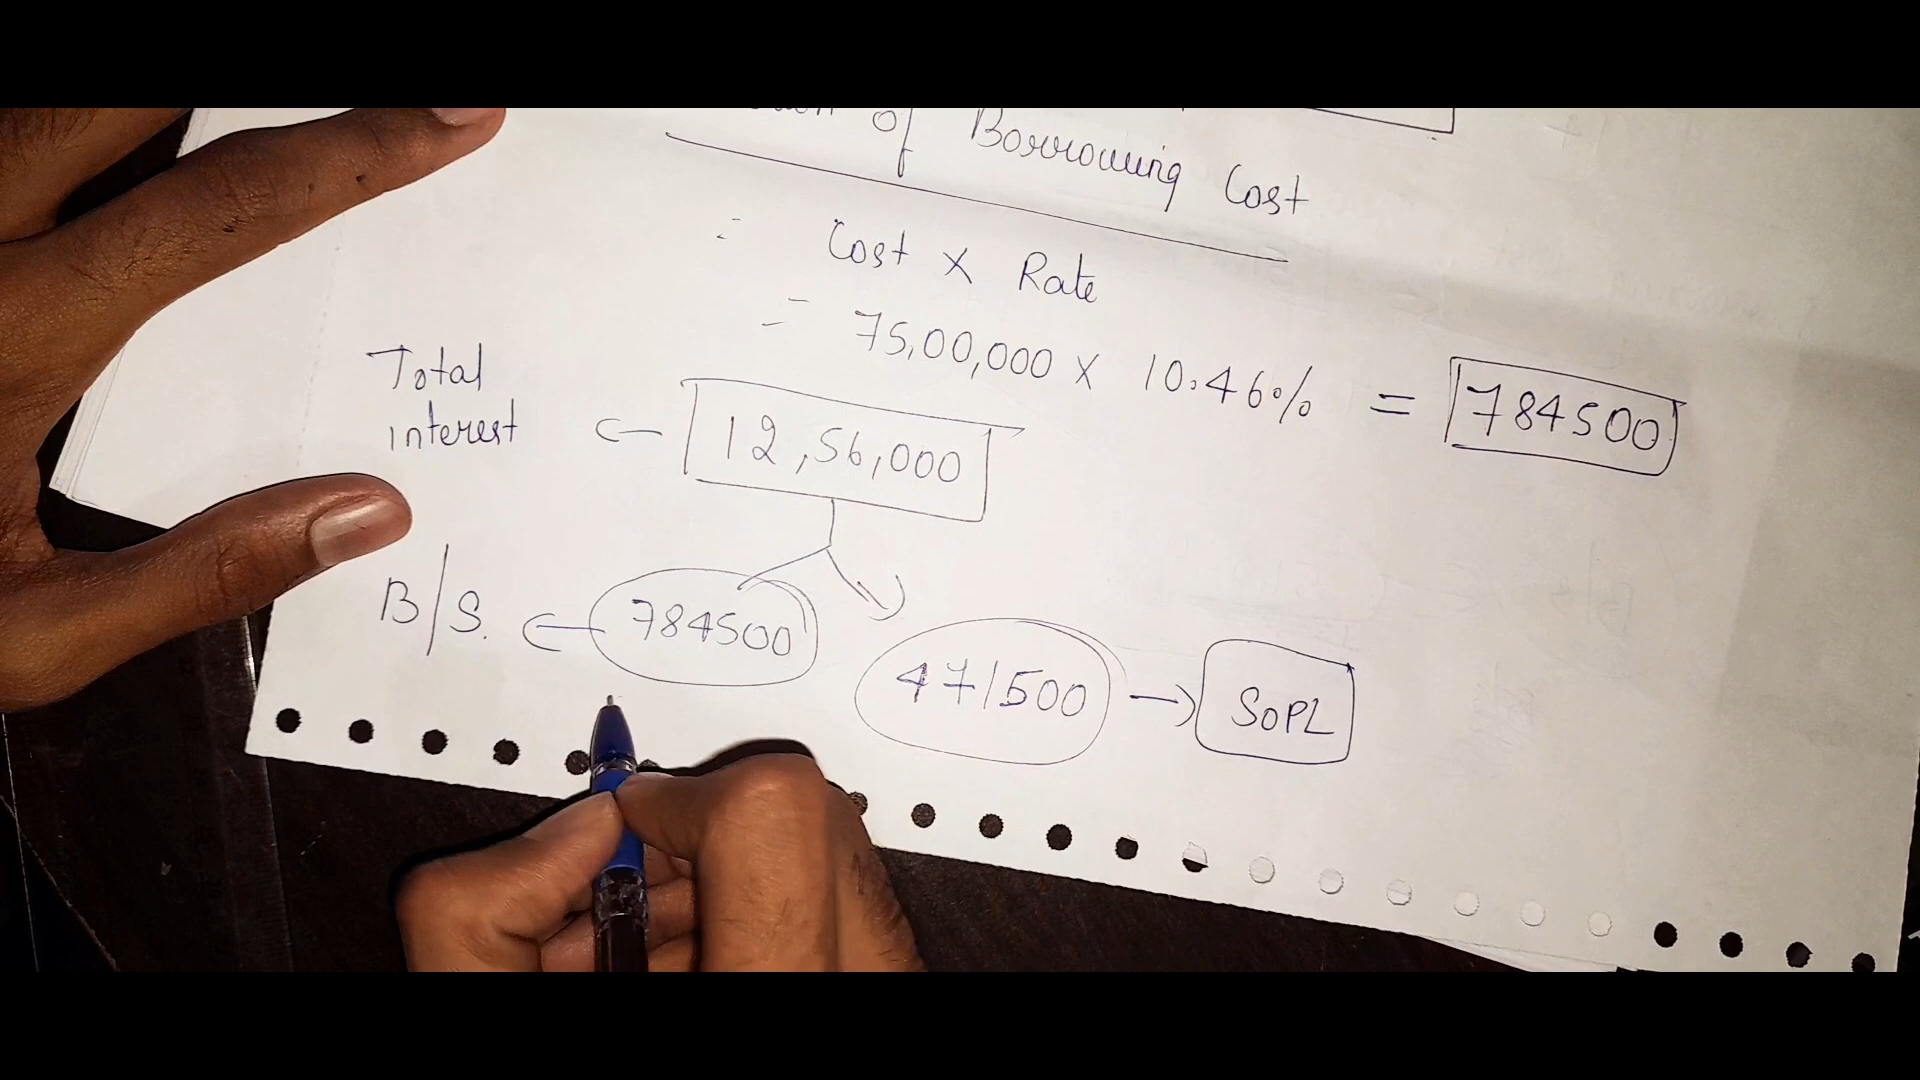 of Borrowing Cost
= Cost X Rate
= 75,00,000 X 10.46% = 784500
Total interest ← 12,56,000
B/S. ← 784500
471500 → SOPL